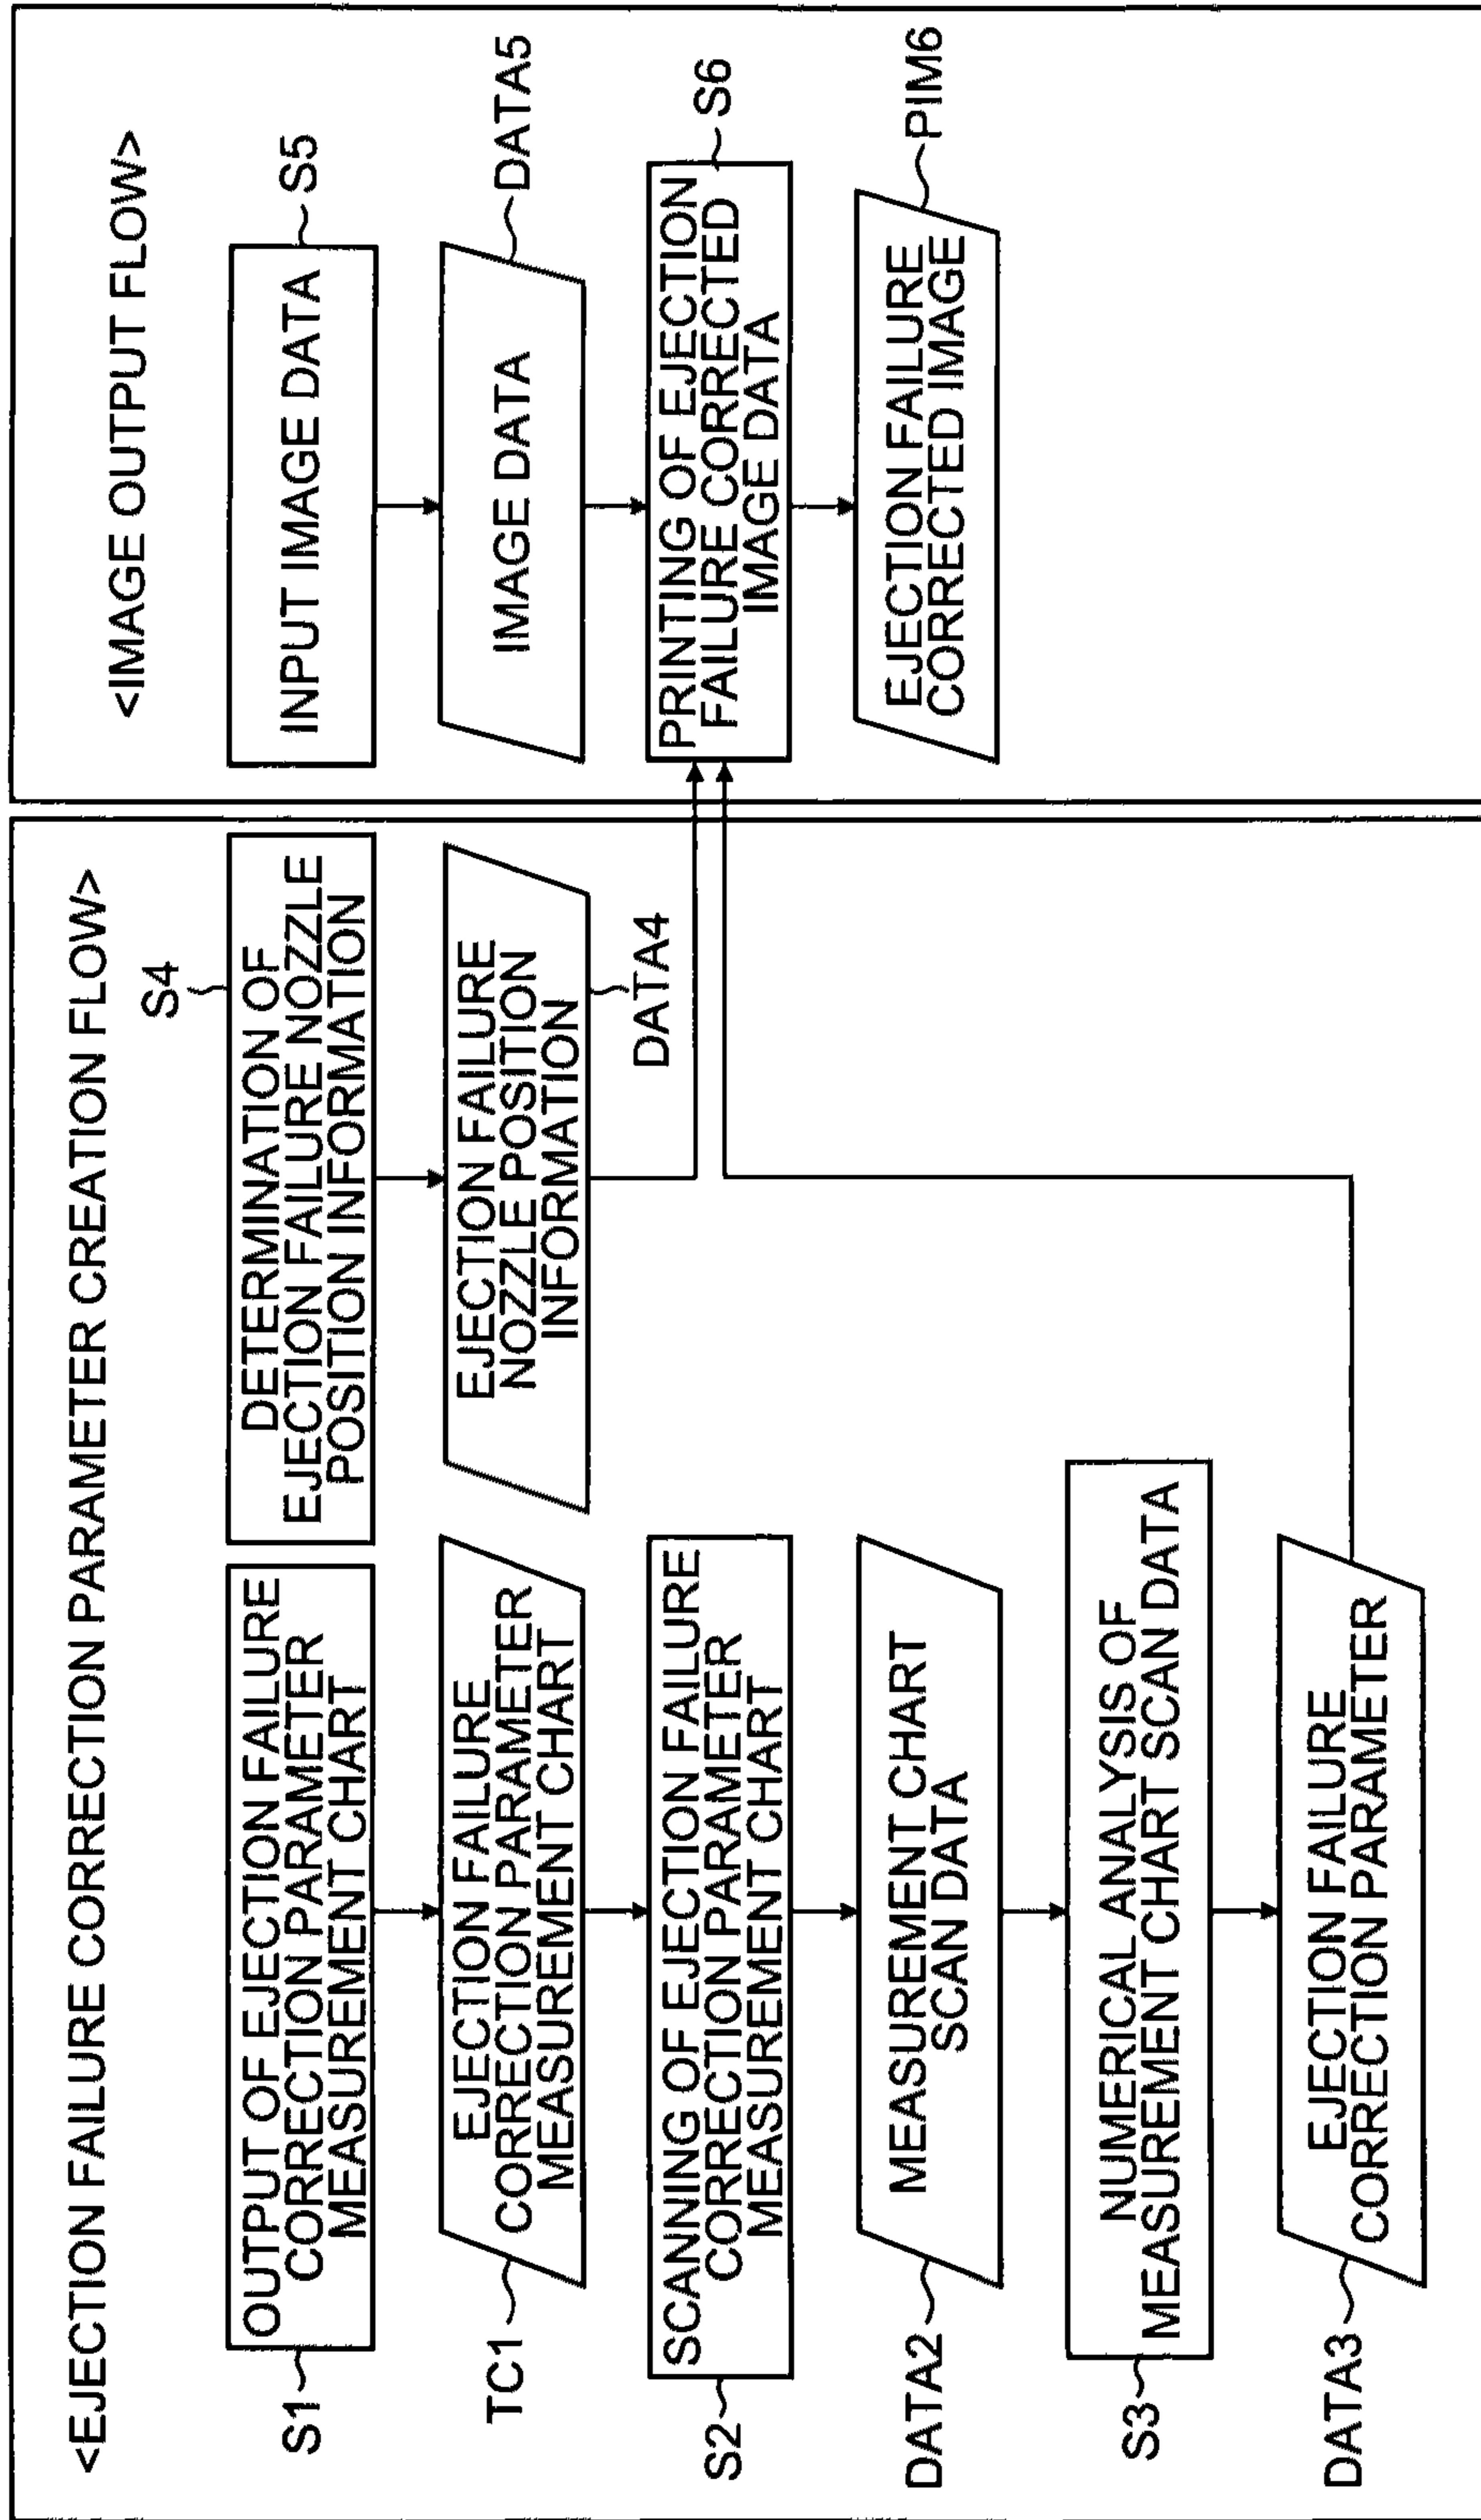 <EJECTION FAILURE CORRECTION PARAMETER CREATION FLOW>
S1
OUTPUT OF EJECTION FAILURE
CORRECTION PARAMETER
MEASUREMENT CHART
TC1
EJECTION FAILURE
CORRECTION PARAMETER
MEASUREMENT CHART
S2
SCANNING OF EJECTION FAILURE
CORRECTION PARAMETER
MEASUREMENT CHART
DATA2
MEASUREMENT CHART
SCAN DATA
S3
NUMERICAL ANALYSIS OF
MEASUREMENT CHART SCAN DATA
DATA3
EJECTION FAILURE
CORRECTION PARAMETER
S4
DETERMINATION OF
EJECTION FAILURE NOZZLE
POSITION INFORMATION
EJECTION FAILURE
NOZZLE POSITION
INFORMATION
DATA4
<IMAGE OUTPUT FLOW>
INPUT IMAGE DATA
S5
IMAGE DATA
DATA5
PRINTING OF EJECTION
FAILURE CORRECTED
IMAGE DATA
S6
EJECTION FAILURE
CORRECTED IMAGE
PIM6